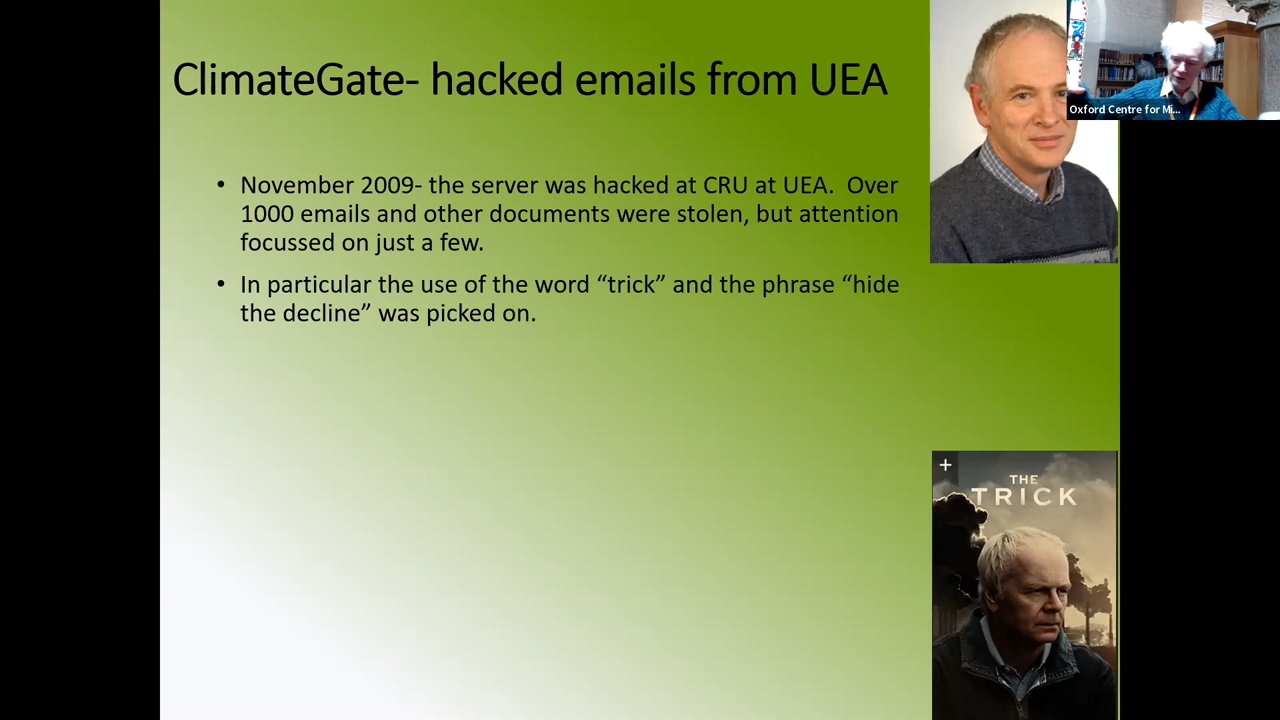 ClimateGate- hacked emails from UEA
• November 2009- the server was hacked at CRU at UEA.  Over
1000 emails and other documents were stolen, but attention
focussed on just a few.
• In particular the use of the word “trick” and the phrase “hide
the decline” was picked on.
Oxford Centre for Mi...
+
THE
TRICK